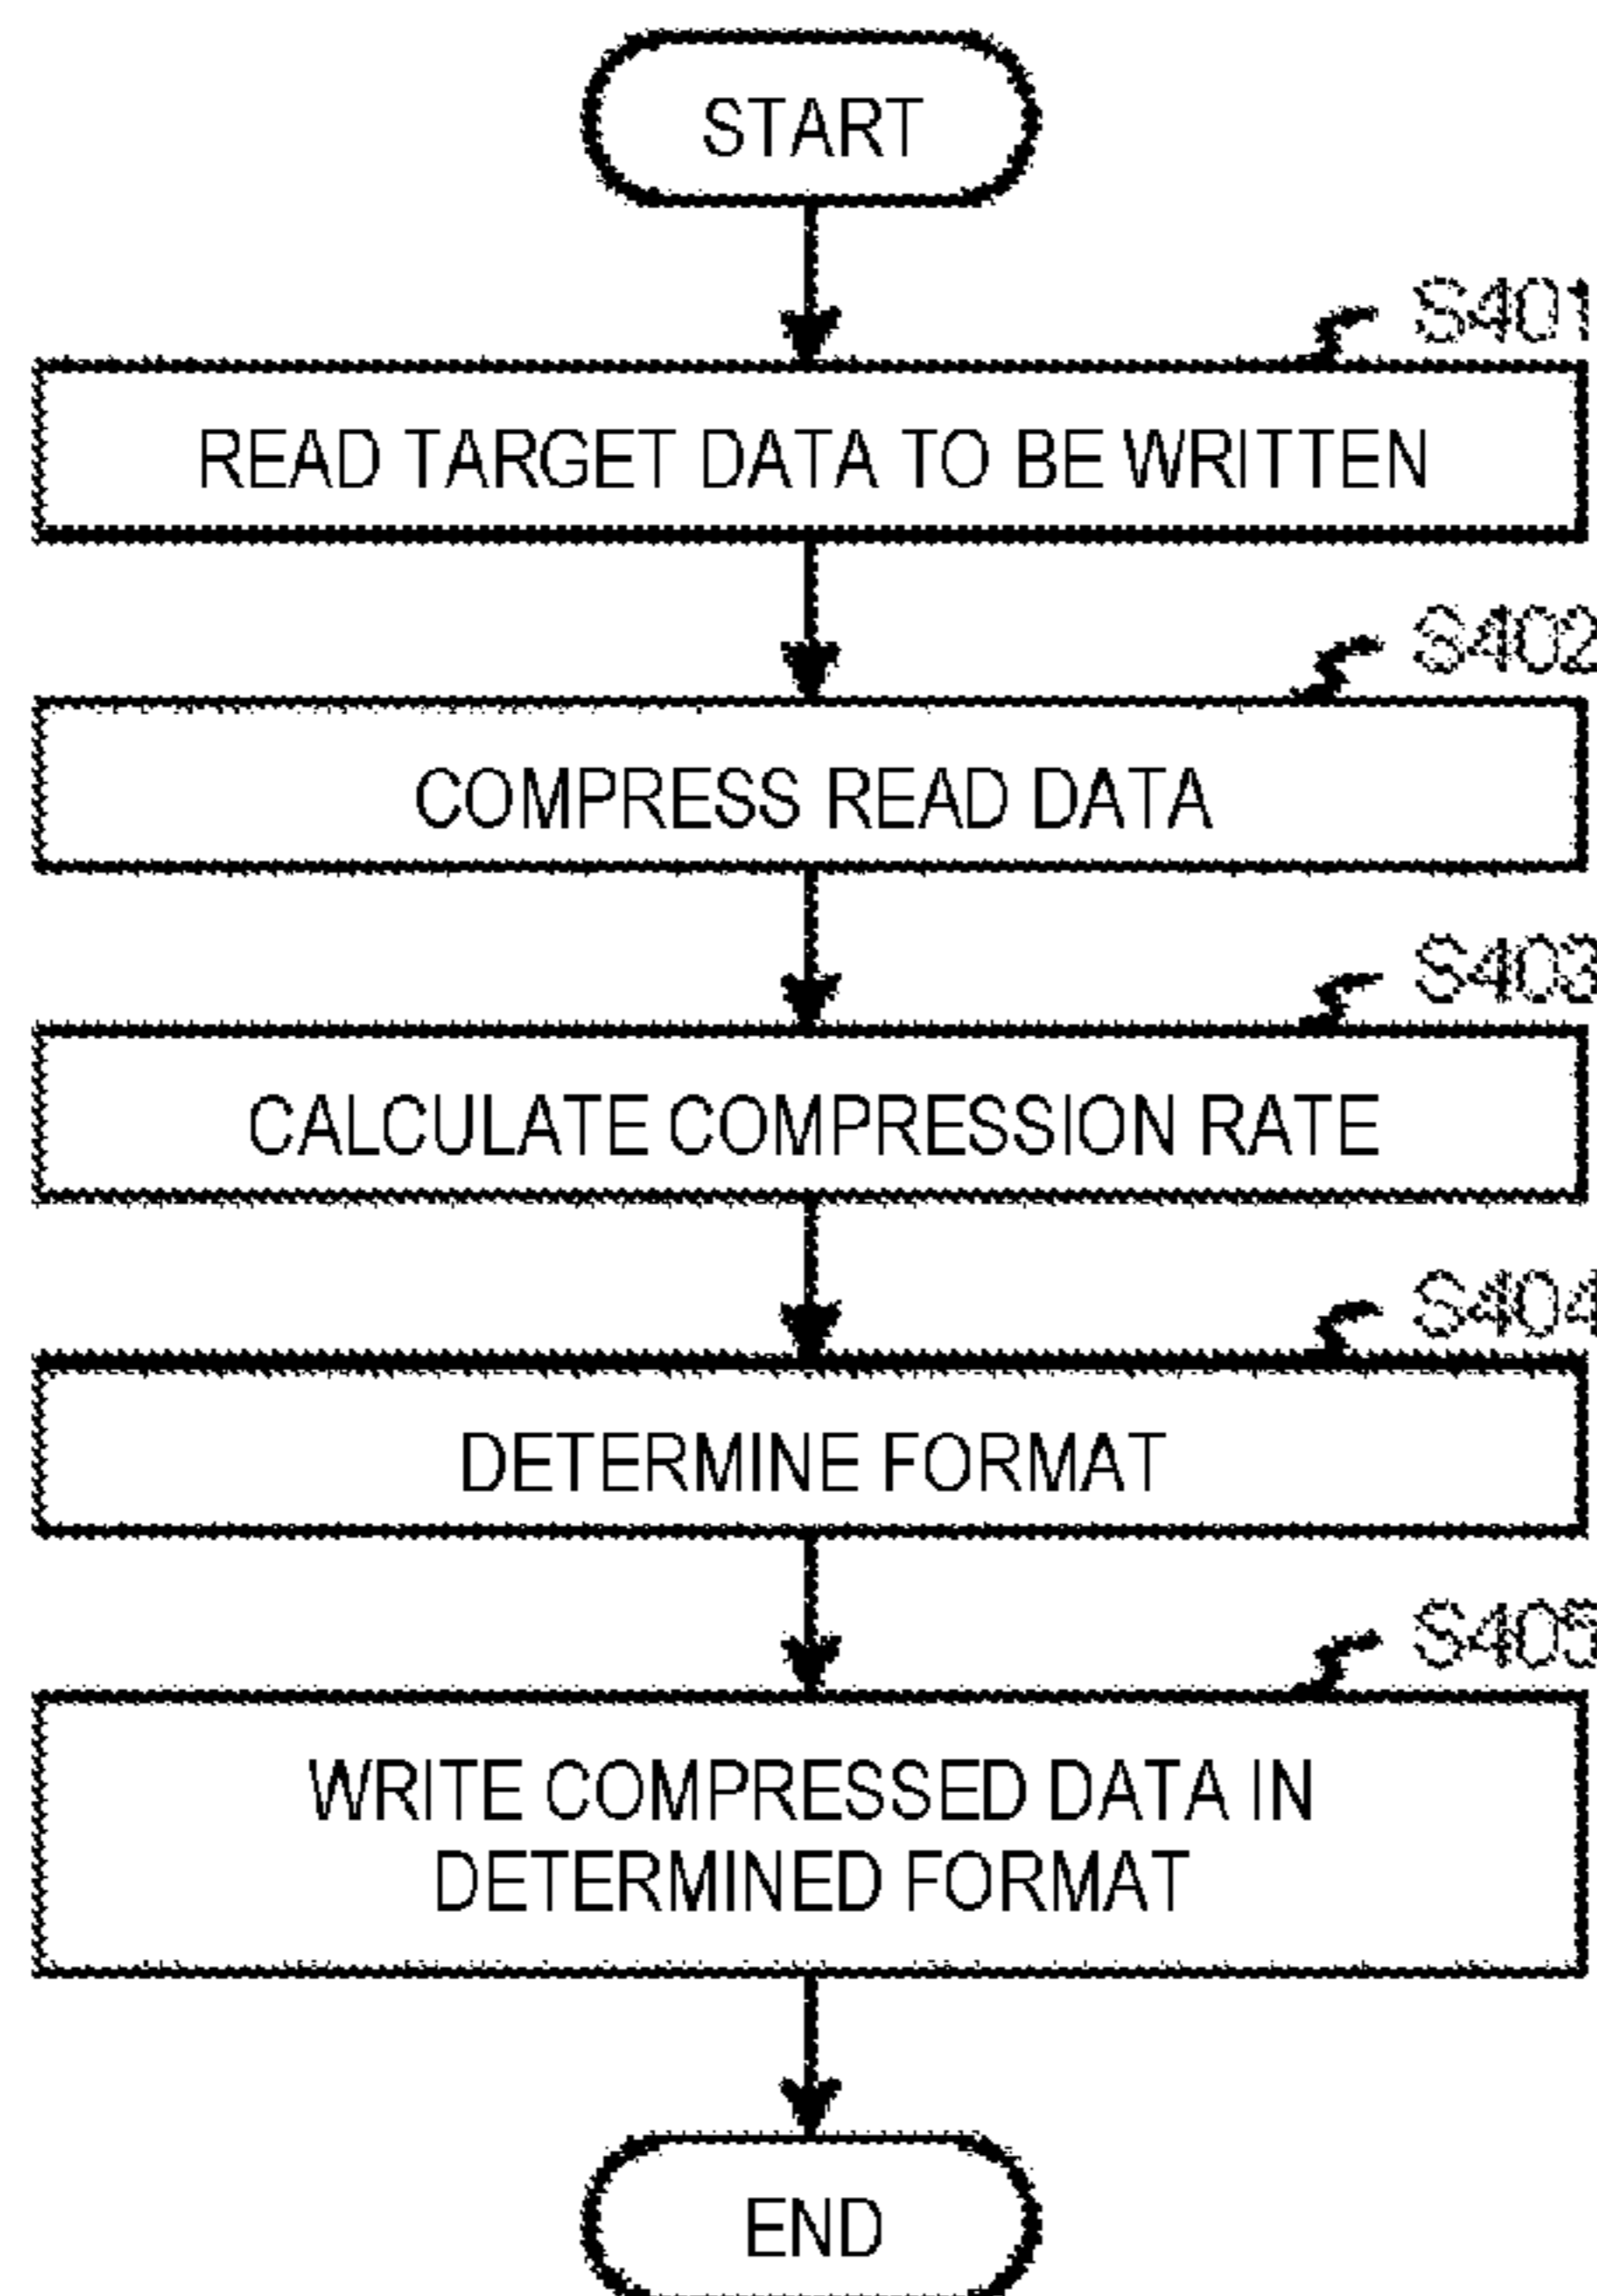 START
S401
READ TARGET DATA TO BE WRITTEN
S402
COMPRESS READ DATA
S403
CALCULATE COMPRESSION RATE
S404
DETERMINE FORMAT
S405
WRITE COMPRESSED DATA IN
DETERMINED FORMAT
END